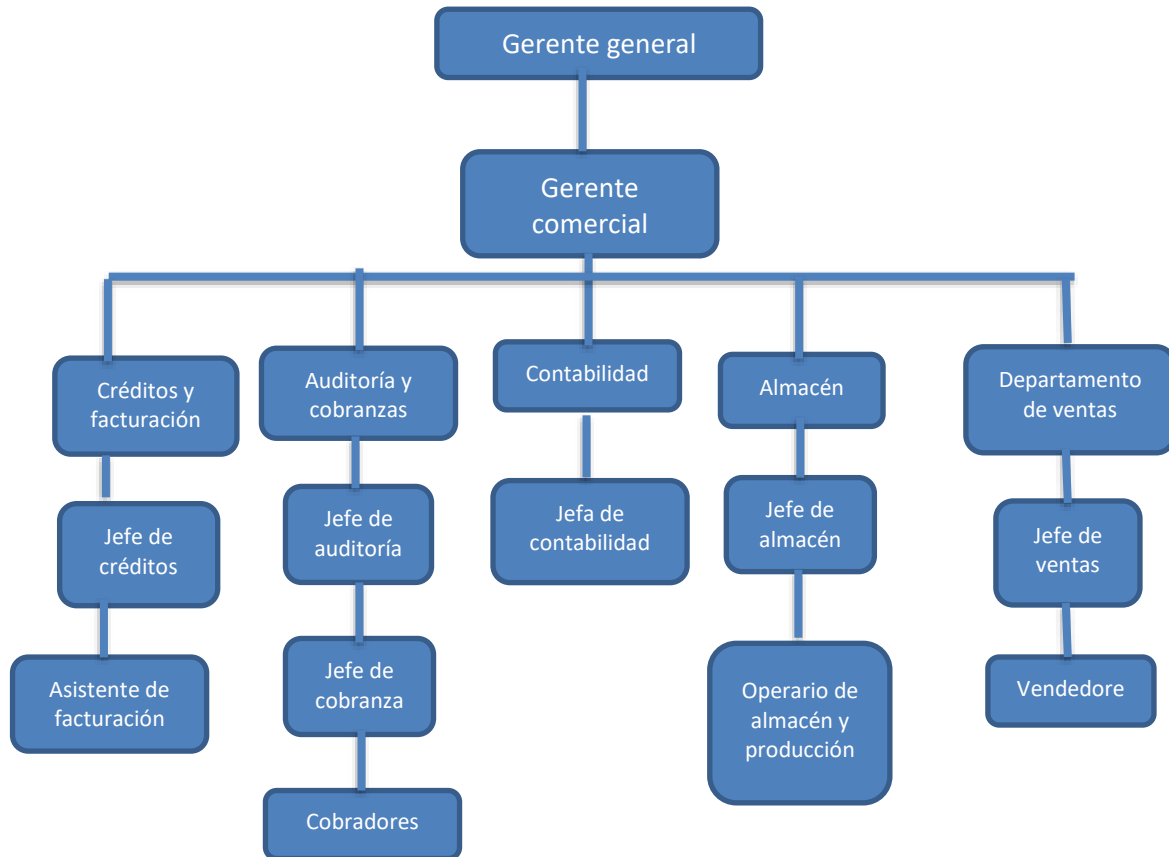 Gerente general
Gerente
comercial
Créditos y
facturación
Auditoría y
cobranzas
Contabilidad
Almacén
Departamento
de ventas
Jefe de
créditos
Jefe de
auditoría
Jefa de
contabilidad
Jefe de
almacén
Jefe de
ventas
Asistente de
facturación
Jefe de
cobranza
Operario de
almacén y
producción
Vendedore
Cobradores